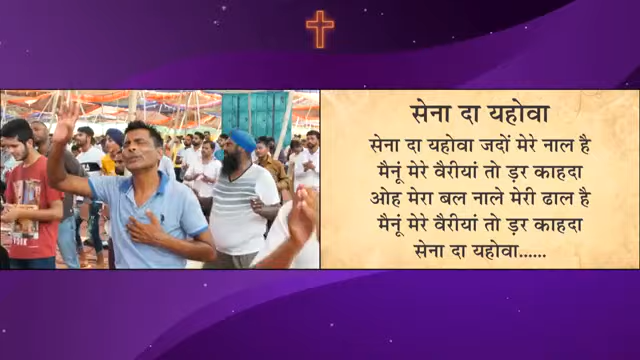 सेना दा यहोवा
सेना दा यहोवा जदों मेरे नाल है
मैनूं मेरे वैरीयां तो ड़र काहदा
ओह मेरा बल नाले मेरी ढाल है
मैनूं मेरे वैरीयां तो ड़र काहदा
सेना दा यहोवा......